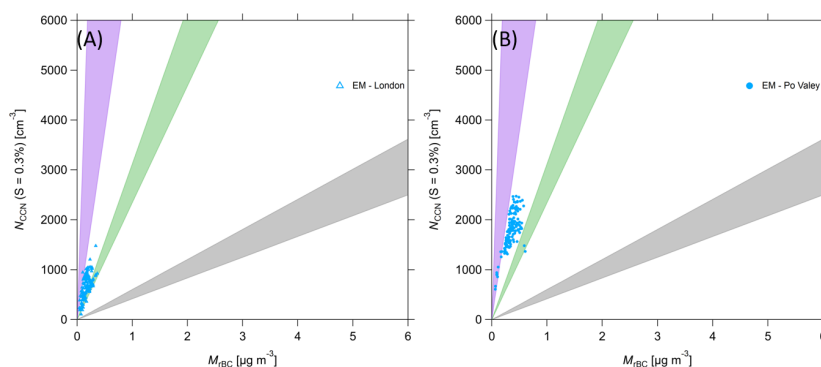 (A)
6000
5000
4000
3000
2000
1000
0
N_CCN (S = 0.3%) [cm⁻³]
EM - London
0 1 2 3 4 5 6
M_rBC [µg m⁻³]
(B)
6000
5000
4000
3000
2000
1000
0
N_CCN (S = 0.3%) [cm⁻³]
EM - Po Valey
0 1 2 3 4 5 6
M_rBC [µg m⁻³]